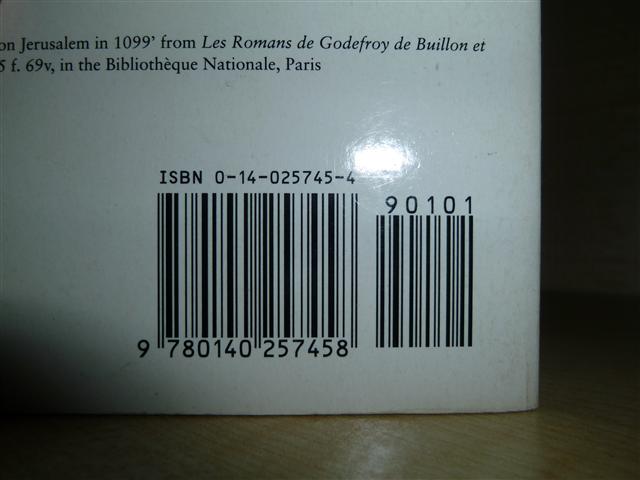 on Jerusalem in 1099' from Les Romans de Godefroy de Buillon et
5 f. 69v, in the Bibliothèque Nationale, Paris
ISBN 0-14-025745-4
90101
9 780140 257458